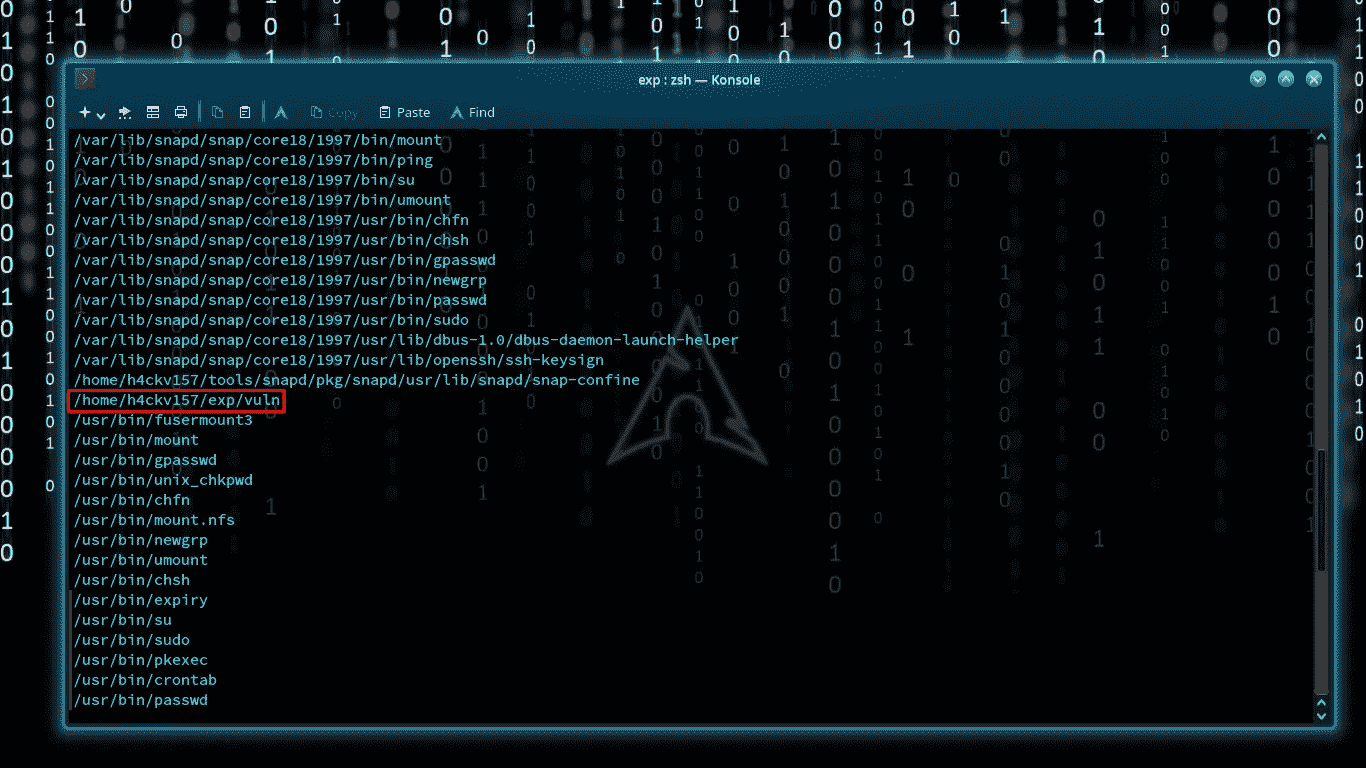 exp : zsh — Konsole
Copy Paste Find
/var/lib/snapd/snap/core18/1997/bin/mount
/var/lib/snapd/snap/core18/1997/bin/ping
/var/lib/snapd/snap/core18/1997/bin/su
/var/lib/snapd/snap/core18/1997/bin/umount
/var/lib/snapd/snap/core18/1997/usr/bin/chfn
/var/lib/snapd/snap/core18/1997/usr/bin/chsh
/var/lib/snapd/snap/core18/1997/usr/bin/gpasswd
/var/lib/snapd/snap/core18/1997/usr/bin/newgrp
/var/lib/snapd/snap/core18/1997/usr/bin/passwd
/var/lib/snapd/snap/core18/1997/usr/bin/sudo
/var/lib/snapd/snap/core18/1997/usr/lib/dbus-1.0/dbus-daemon-launch-helper
/var/lib/snapd/snap/core18/1997/usr/lib/openssh/ssh-keysign
/home/h4ckv157/tools/snapd/pkg/snapd/usr/lib/snapd/snap-confine
/home/h4ckv157/exp/vuln
/usr/bin/fusermount3
/usr/bin/mount
/usr/bin/gpasswd
/usr/bin/unix_chkpwd
/usr/bin/chfn
/usr/bin/mount.nfs
/usr/bin/newgrp
/usr/bin/umount
/usr/bin/chsh
/usr/bin/expiry
/usr/bin/su
/usr/bin/sudo
/usr/bin/pkexec
/usr/bin/crontab
/usr/bin/passwd